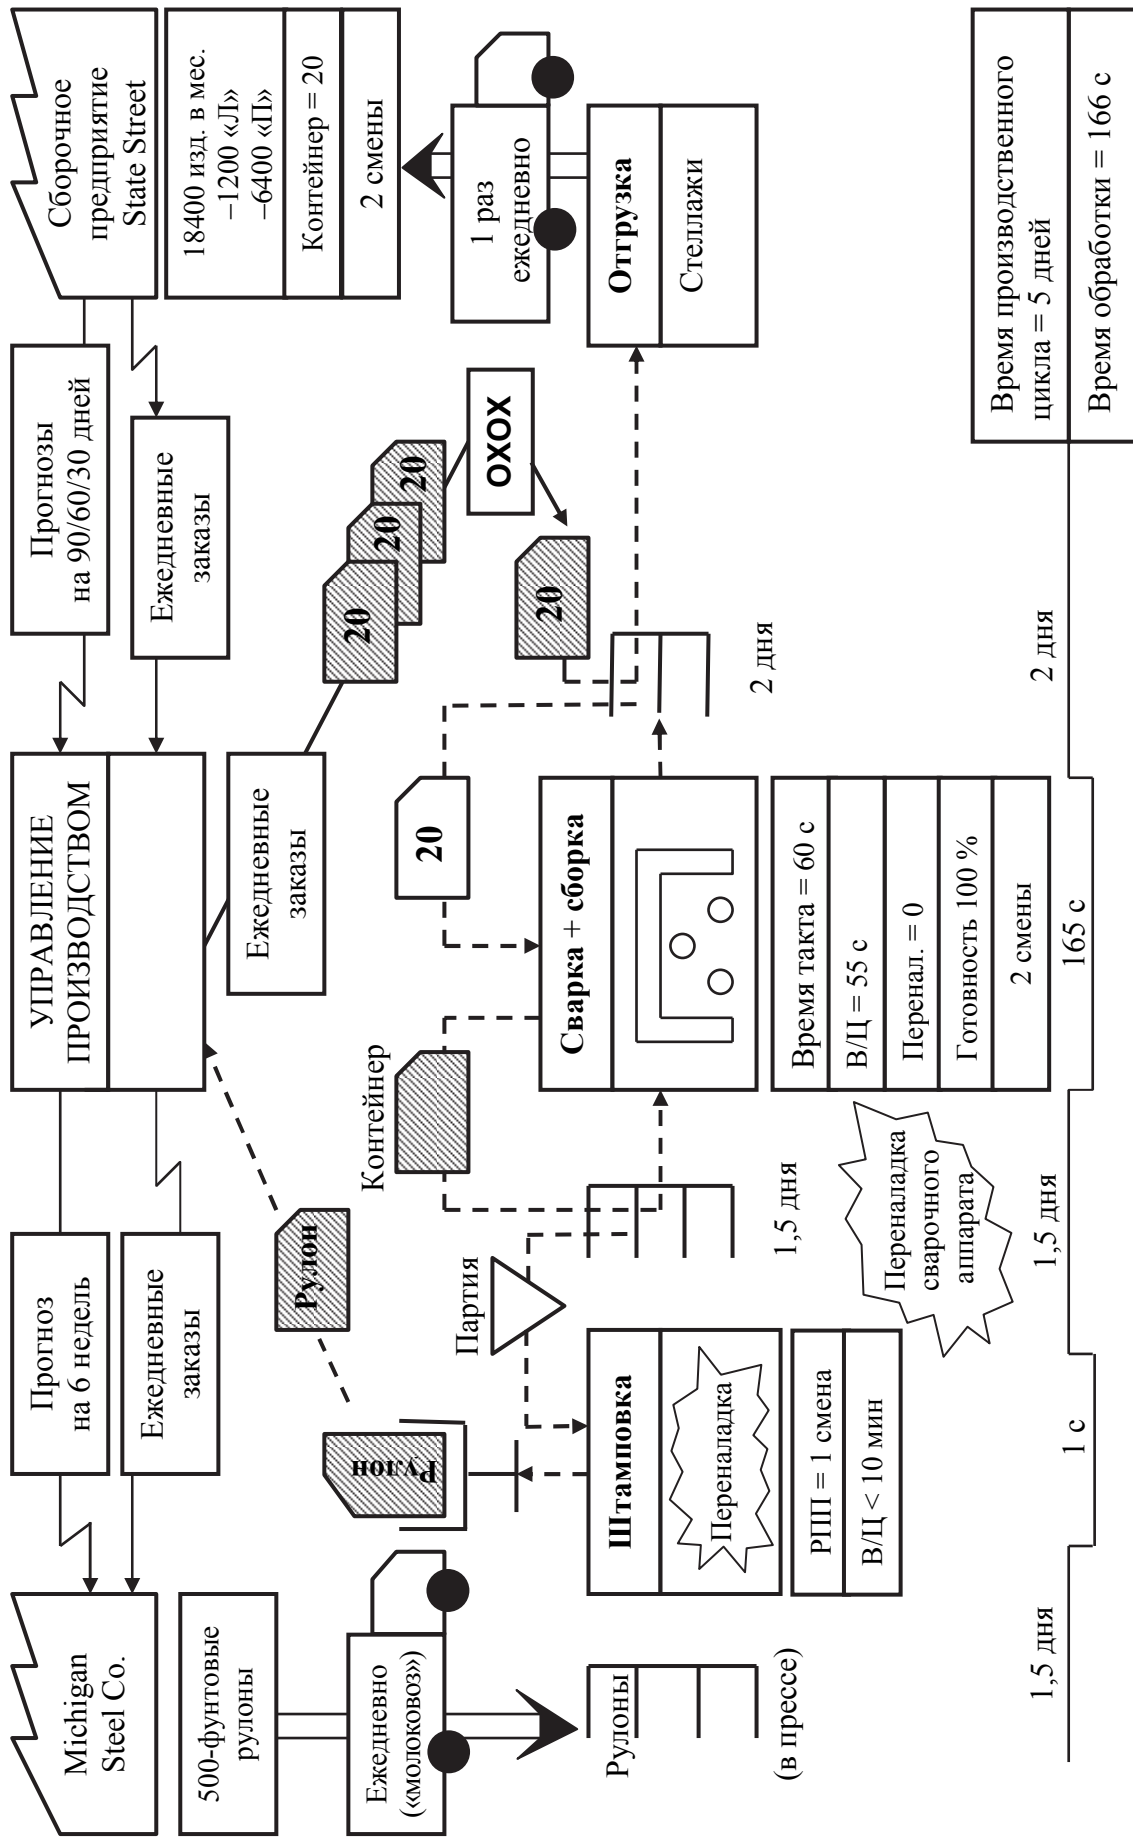 Michigan
Steel Co.
Прогноз
на 6 недель
Ежедневные
заказы
УПРАВЛЕНИЕ
ПРОИЗВОДСТВОМ
Прогнозы
на 90/60/30 дней
Ежедневные
заказы
Сборочное
предприятие
State Street
500-фунтовые
рулоны
Ежедневные
заказы
18400 изд. в мес.
–1200 «Л»
–6400 «П»
Контейнер = 20
2 смены
Ежедневно
(«молоковоз»)
Рулон
Рулон
Контейнер
20
20
20
20
OXOX
20
1 раз
ежедневно
Партия
Рулоны
(в прессе)
Штамповка
Переналадка
РПП = 1 смена
В/Ц < 10 мин
1,5 дня
Переналадка
сварочного
аппарата
Сварка + сборка
Время такта = 60 с
В/Ц = 55 с
Перенал. = 0
Готовность 100 %
2 смены
2 дня
Отгрузка
Стеллажи
1,5 дня
1 с
1,5 дня
165 с
2 дня
Время производственного
цикла = 5 дней
Время обработки = 166 с